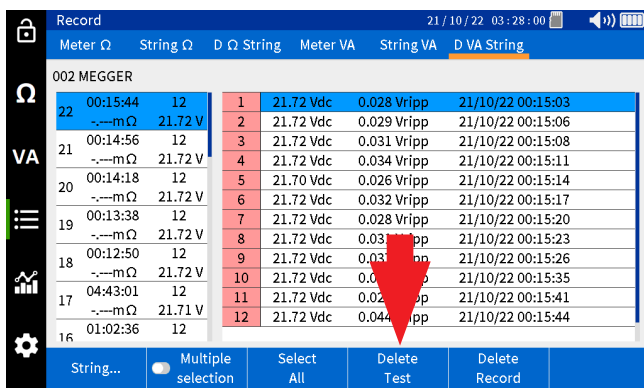 Record 21/10/22 03:28:00
Meter Ω String Ω D Ω String Meter VA String VA D VA String
002 MEGGER
Ω
VA
22 00:15:44 12
-.---mΩ 21.72 V
21 00:14:56 12
-.---mΩ 21.72 V
20 00:14:18 12
-.---mΩ 21.72 V
19 00:13:38 12
-.---mΩ 21.72 V
18 00:12:50 12
-.---mΩ 21.72 V
17 04:43:01 12
-.---mΩ 21.71 V
16 01:02:36 12
1 21.72 Vdc 0.028 Vripp 21/10/22 00:15:03
2 21.72 Vdc 0.029 Vripp 21/10/22 00:15:06
3 21.72 Vdc 0.031 Vripp 21/10/22 00:15:08
4 21.72 Vdc 0.034 Vripp 21/10/22 00:15:11
5 21.70 Vdc 0.026 Vripp 21/10/22 00:15:14
6 21.72 Vdc 0.032 Vripp 21/10/22 00:15:17
7 21.72 Vdc 0.028 Vripp 21/10/22 00:15:20
8 21.72 Vdc 21/10/22 00:15:23
9 21.72 Vdc 21/10/22 00:15:26
10 21.72 Vdc 21/10/22 00:15:35
11 21.72 Vdc 21/10/22 00:15:41
12 21.72 Vdc 21/10/22 00:15:44
String... Multiple selection Select All Delete Test Delete Record